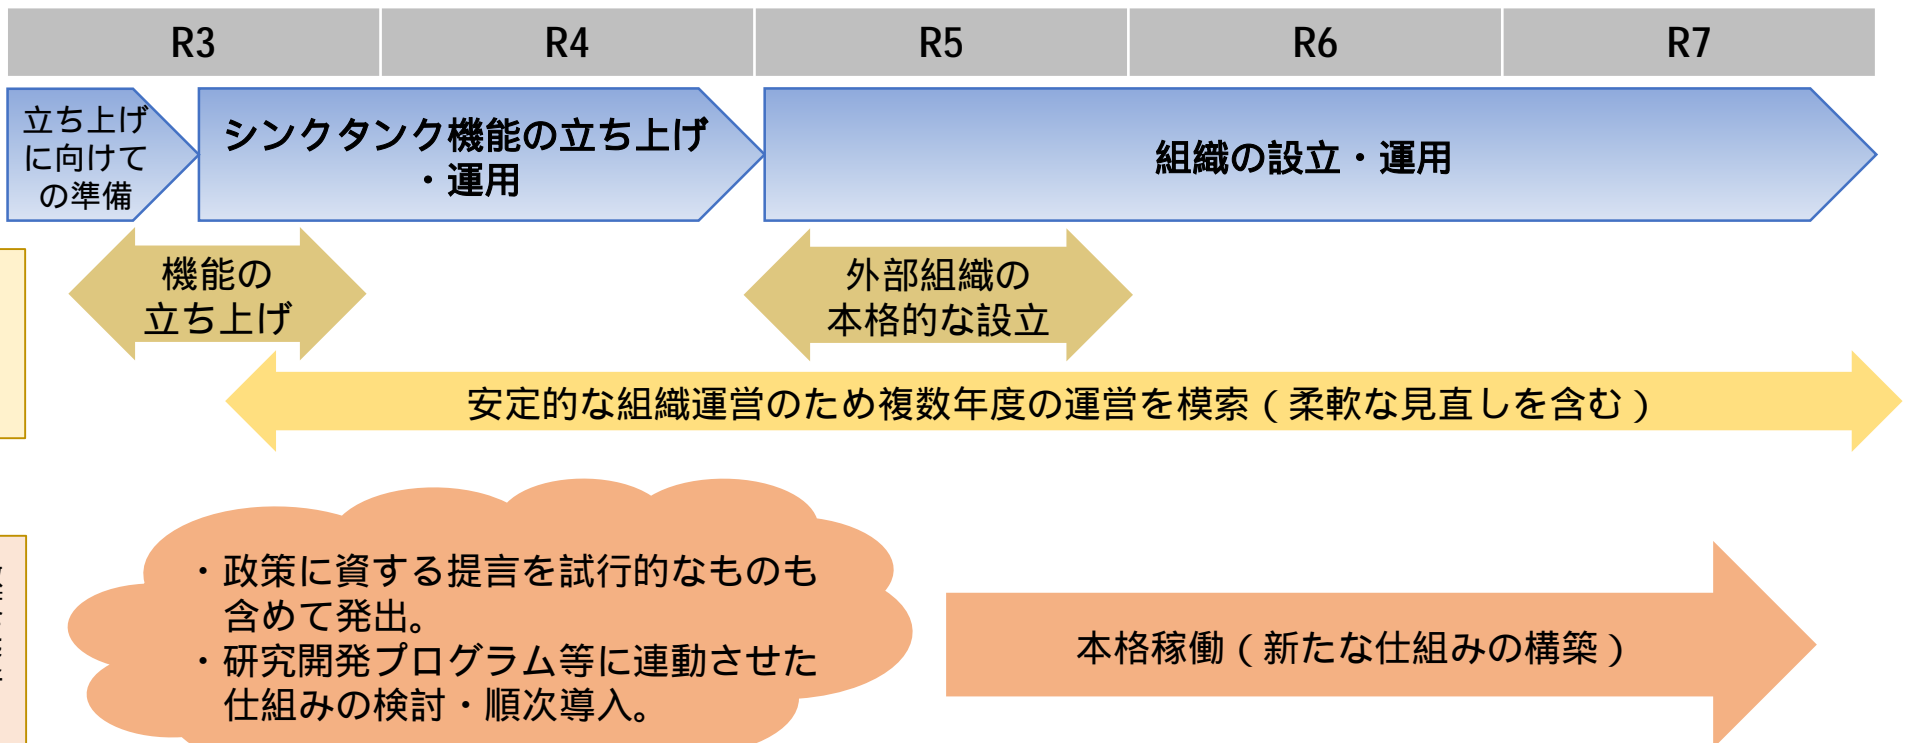 R3 R4 R5 R6 R7
立ち上げ
に向けて
の準備
シンクタンク機能の立ち上げ
・運用
組織の設立・運用
機能の
立ち上げ
外部組織の
本格的な設立
安定的な組織運営のため複数年度の運営を模索（柔軟な見直しを含む）
・政策に資する提言を試行的なものも
含めて発出。
・研究開発プログラム等に連動させた
仕組みの検討・順次導入。
本格稼働（新たな仕組みの構築）